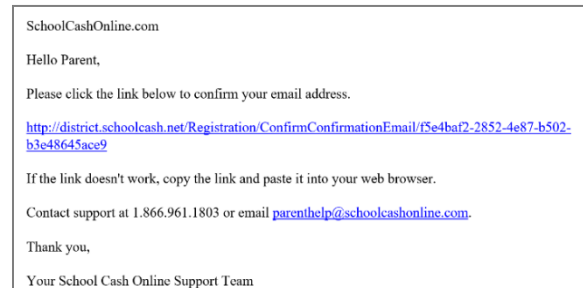 SchoolCashOnline.com
Hello Parent,
Please click the link below to confirm your email address.
http://district.schoolcash.net/Registration/ConfirmConfirmationEmail/f5e4baf2-2852-4e87-b502-
b3e48645ace9
If the link doesn't work, copy the link and paste it into your web browser.
Contact support at 1.866.961.1803 or email parenthelp@schoolcashonline.com.
Thank you,
Your School Cash Online Support Team